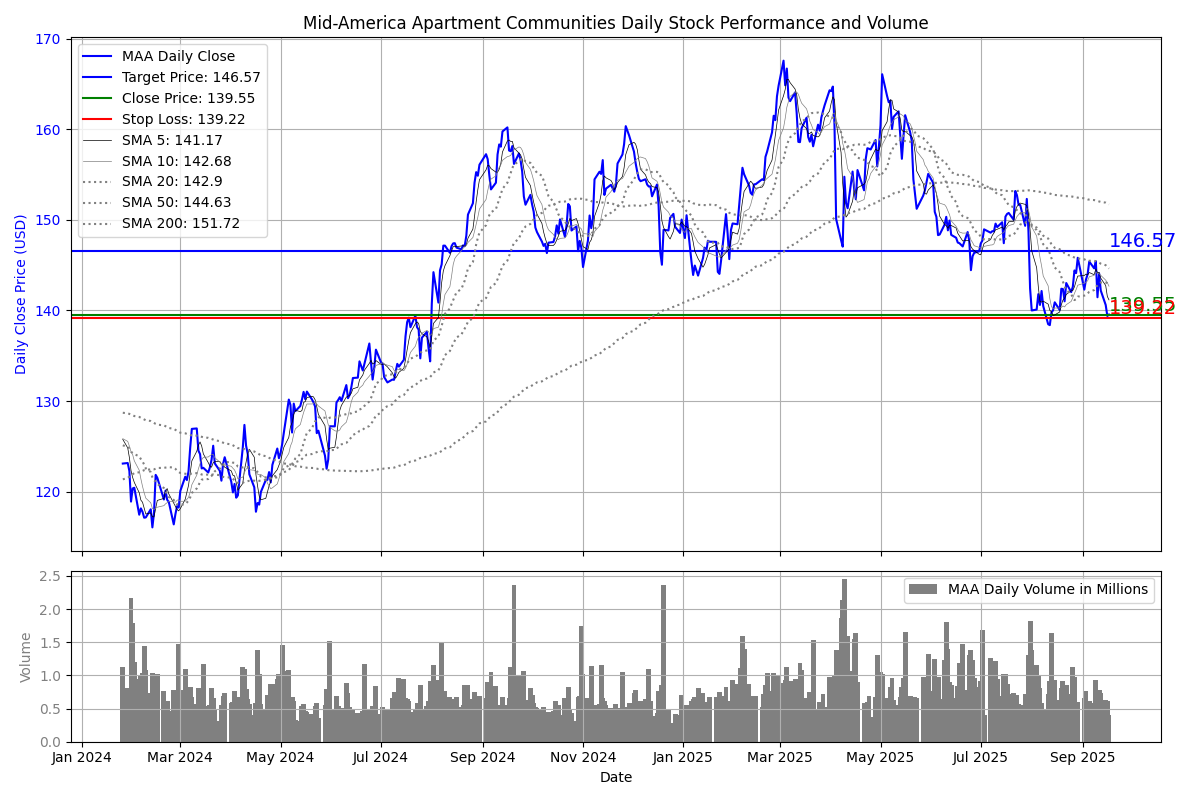 Mid-America Apartment Communities Daily Stock Performance and Volume
170
160
150
140
130
120
Daily Close Price (USD)
MAA Daily Close
Target Price: 146.57
Close Price: 139.55
Stop Loss: 139.22
SMA 5: 141.17
SMA 10: 142.68
SMA 20: 142.9
SMA 50: 144.63
SMA 200: 151.72
146.57
139.55
139.22
2.5
2.0
1.5
1.0
0.5
0.0
Volume
MAA Daily Volume in Millions
Jan 2024 Mar 2024 May 2024 Jul 2024 Sep 2024 Nov 2024 Jan 2025 Mar 2025 May 2025 Jul 2025 Sep 2025
Date